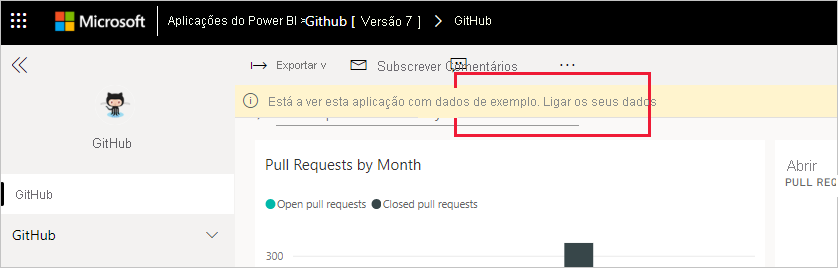 Microsoft Aplicações do Power BI > Github [ Versão 7 ] > GitHub
Exportar Subscrever Comentários ...
Está a ver esta aplicação com dados de exemplo. Ligar os seus dados
GitHub
GitHub
GitHub
Pull Requests by Month
Open pull requests Closed pull requests
300
Abrir
PULL REQ